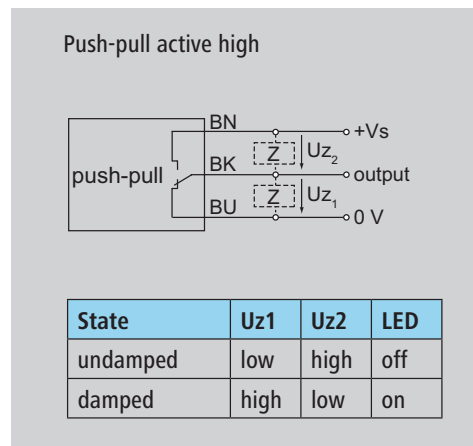 Push-pull active high
BN
+Vs
Z
Uz₂
push-pull
BK
output
Z
Uz₁
BU
0 V
State Uz1 Uz2 LED
undamped low high off
damped high low on